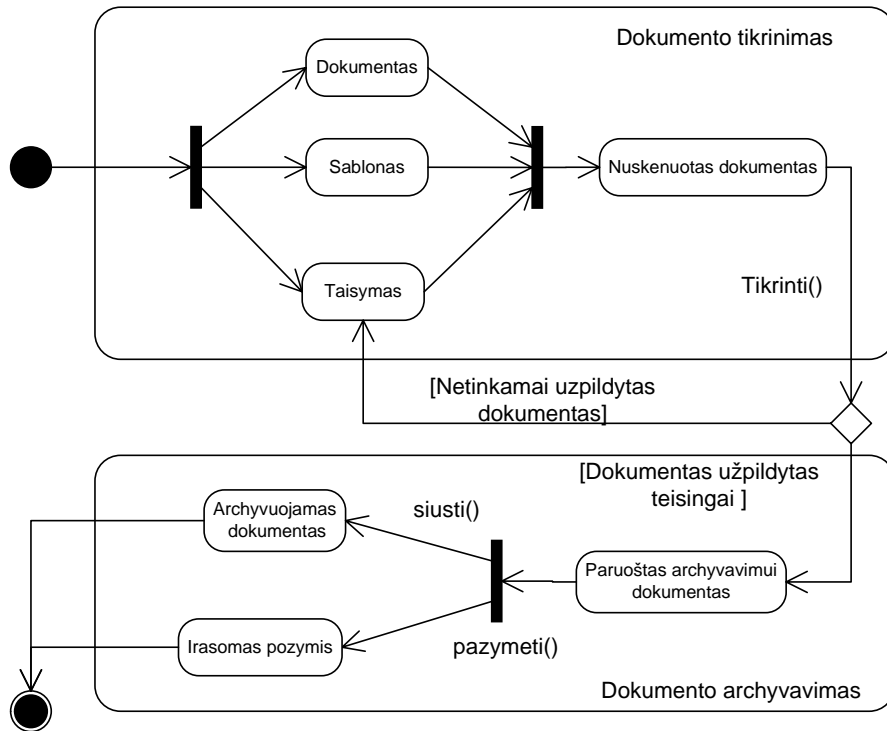 Dokumento tikrinimas
Dokumentas
Sablonas
Nuskenuotas dokumentas
Taisymas
Tikrinti()
[Netinkamai uzpildytas
dokumentas]
[Dokumentas užpildytas
teisingai ]
Archyvuojamas
dokumentas
siusti()
Paruoštas archyvavimui
dokumentas
Irasomas pozymis
pazymeti()
Dokumento archyvavimas